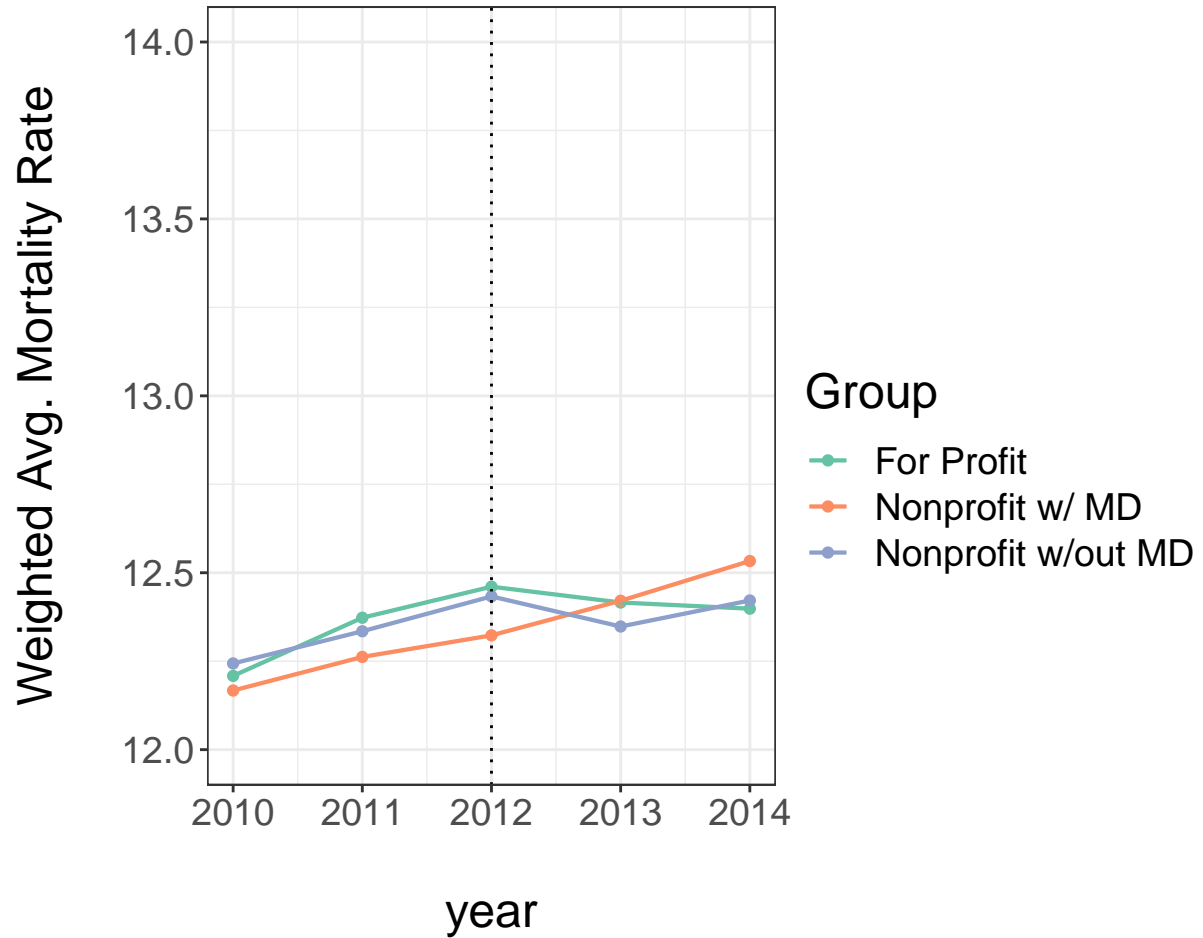 Weighted Avg. Mortality Rate
14.0
13.5
13.0
12.5
12.0
2010 2011 2012 2013 2014
year
Group
For Profit
Nonprofit w/ MD
Nonprofit w/out MD